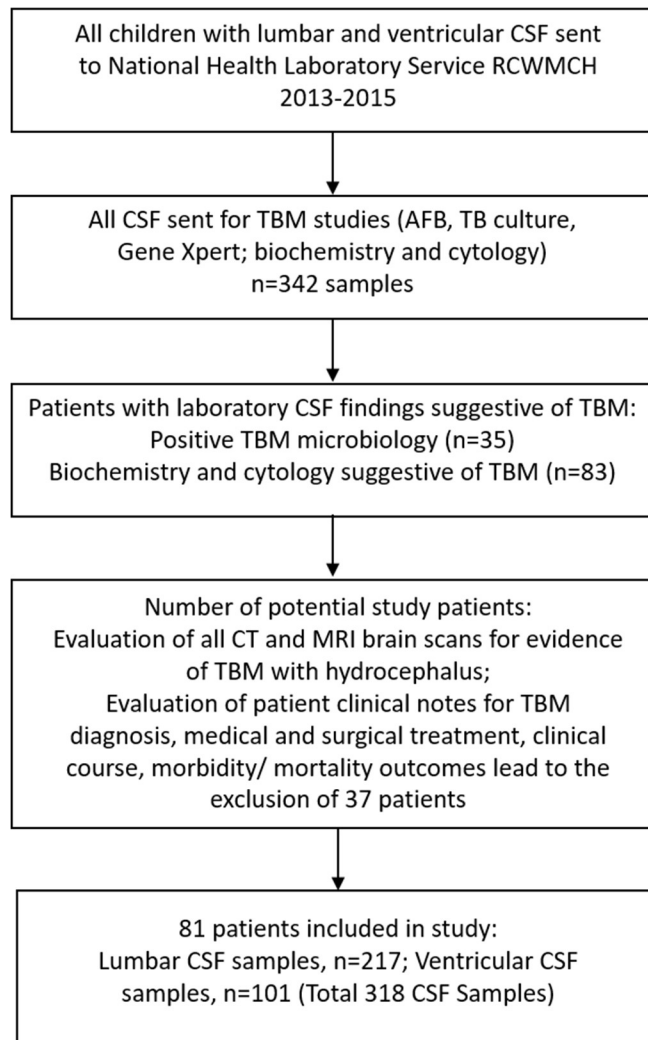 All children with lumbar and ventricular CSF sent
to National Health Laboratory Service RCWMCH
2013-2015
All CSF sent for TBM studies (AFB, TB culture,
Gene Xpert; biochemistry and cytology)
n=342 samples
Patients with laboratory CSF findings suggestive of TBM:
Positive TBM microbiology (n=35)
Biochemistry and cytology suggestive of TBM (n=83)
Number of potential study patients:
Evaluation of all CT and MRI brain scans for evidence
of TBM with hydrocephalus;
Evaluation of patient clinical notes for TBM
diagnosis, medical and surgical treatment, clinical
course, morbidity/ mortality outcomes lead to the
exclusion of 37 patients
81 patients included in study:
Lumbar CSF samples, n=217; Ventricular CSF
samples, n=101 (Total 318 CSF Samples)